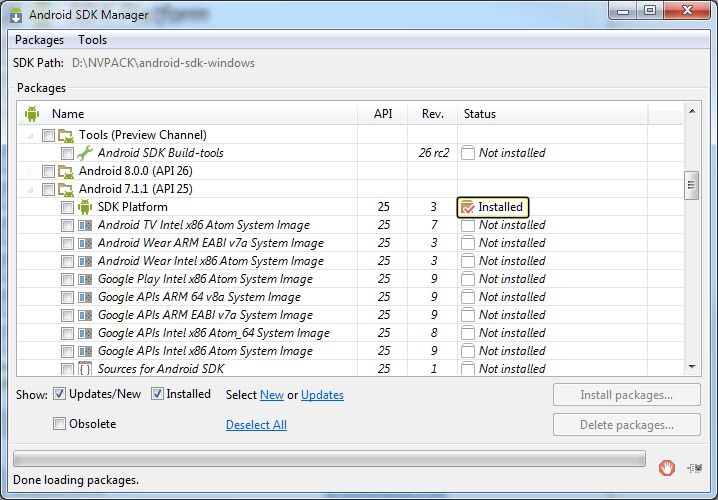 Android SDK Manager
Packages Tools
SDK Path: D:\NVPACK\android-sdk-windows
Packages
Name API Rev. Status
Tools (Preview Channel)
Android SDK Build-tools 26 rc2 Not installed
Android 8.0.0 (API 26)
Android 7.1.1 (API 25)
SDK Platform 25 3 Installed
Android TV Intel x86 Atom System Image 25 7 Not installed
Android Wear ARM EABI v7a System Image 25 3 Not installed
Android Wear Intel x86 Atom System Image 25 3 Not installed
Google Play Intel x86 Atom System Image 25 9 Not installed
Google APIs ARM 64 v8a System Image 25 9 Not installed
Google APIs ARM EABI v7a System Image 25 9 Not installed
Google APIs Intel x86 Atom_64 System Image 25 8 Not installed
Google APIs Intel x86 Atom System Image 25 9 Not installed
Sources for Android SDK 25 1 Not installed
Show: Updates/New Installed Select New or Updates Install packages...
Obsolete Deselect All Delete packages...
Done loading packages.